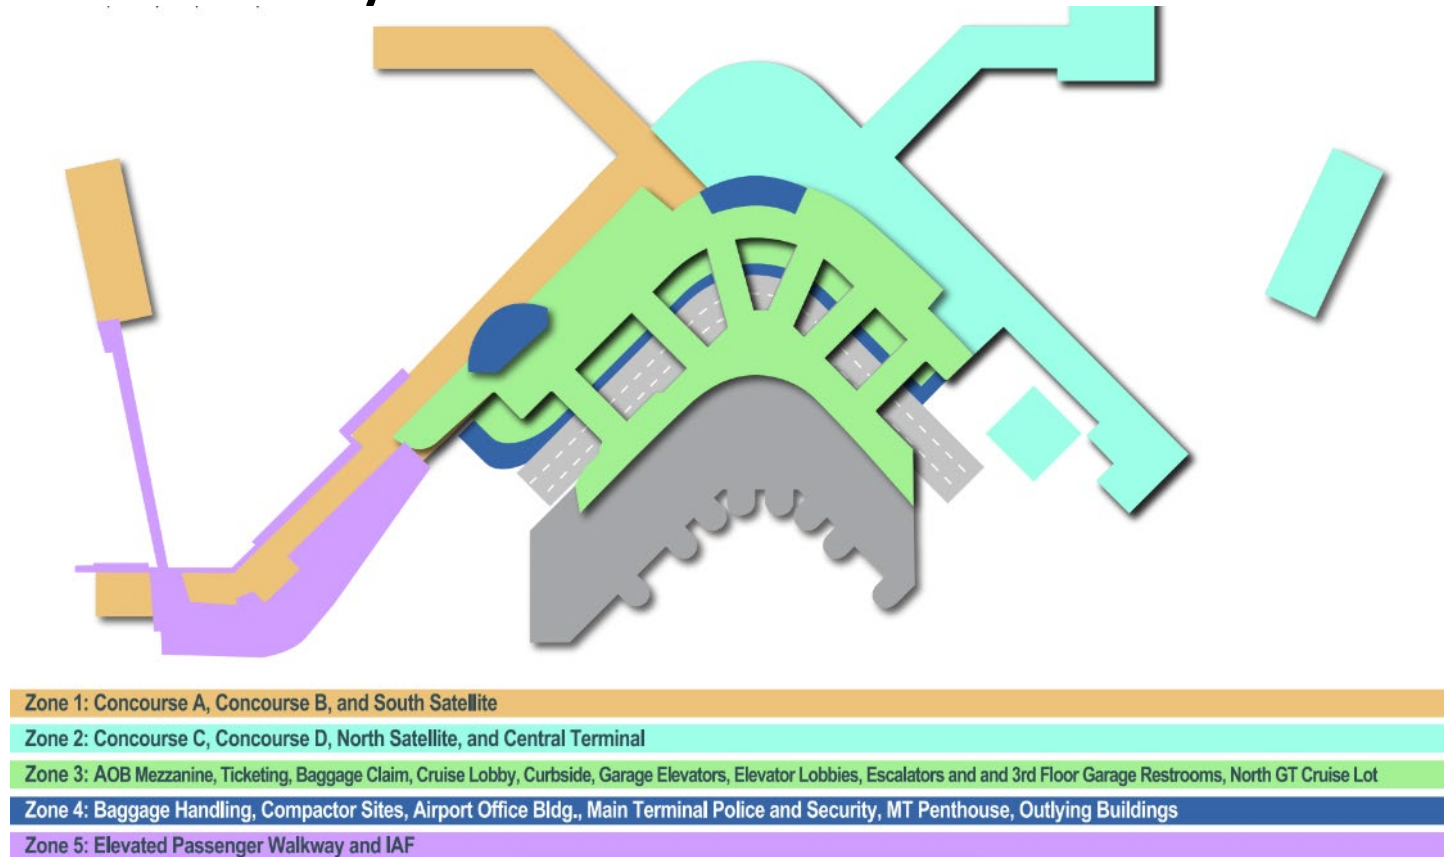 Zone 1: Concourse A, Concourse B, and South Satellite
Zone 2: Concourse C, Concourse D, North Satellite, and Central Terminal
Zone 3: AOB Mezzanine, Ticketing, Baggage Claim, Cruise Lobby, Curbside, Garage Elevators, Elevator Lobbies, Escalators and and 3rd Floor Garage Restrooms, North GT Cruise Lot
Zone 4: Baggage Handling, Compactor Sites, Airport Office Bldg., Main Terminal Police and Security, MT Penthouse, Outlying Buildings
Zone 5: Elevated Passenger Walkway and IAF